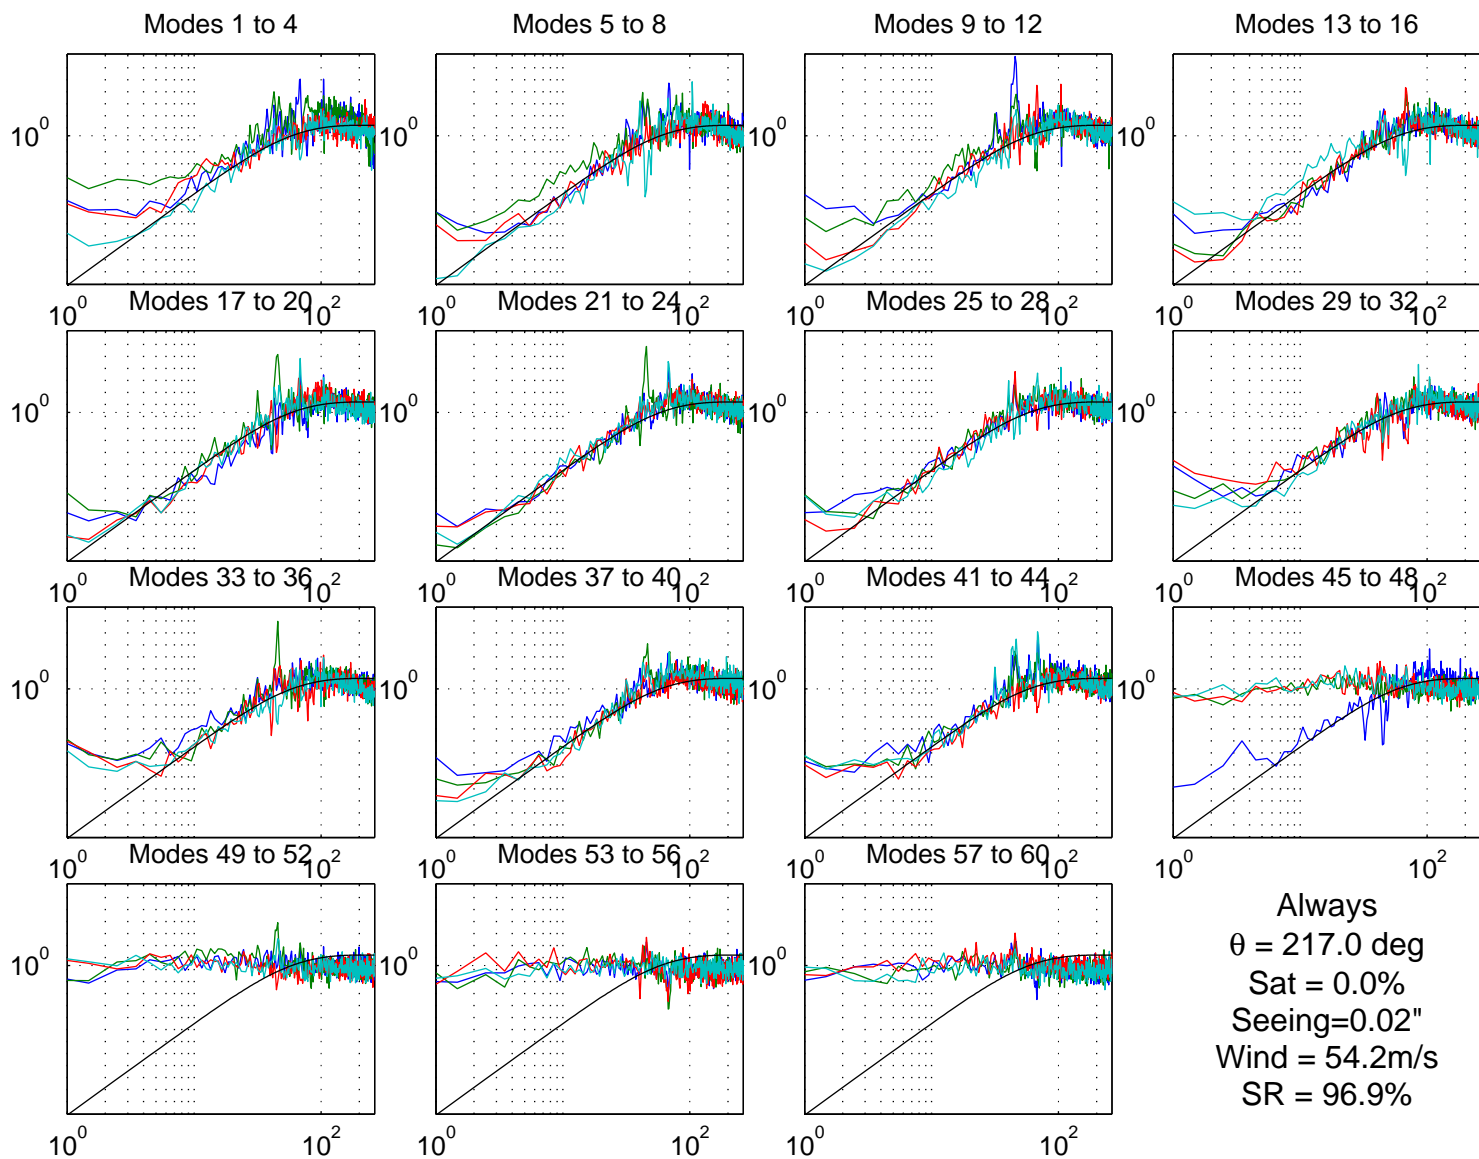 Modes 1 to 4 Modes 5 to 8 Modes 9 to 12 Modes 13 to 16
10^0 10^0 10^0 10^0
10^0 10^2 10^0 10^2 10^0 10^2 10^0 10^2
Modes 17 to 20 Modes 21 to 24 Modes 25 to 28 Modes 29 to 32
10^0 10^0 10^0 10^0
10^0 10^2 10^0 10^2 10^0 10^2 10^0 10^2
Modes 33 to 36 Modes 37 to 40 Modes 41 to 44 Modes 45 to 48
10^0 10^0 10^0 10^0
10^0 10^2 10^0 10^2 10^0 10^2 10^0 10^2
Modes 49 to 52 Modes 53 to 56 Modes 57 to 60
10^0 10^0 10^0
10^0 10^2 10^0 10^2 10^0 10^2
Always
θ = 217.0 deg
Sat = 0.0%
Seeing=0.02"
Wind = 54.2m/s
SR = 96.9%